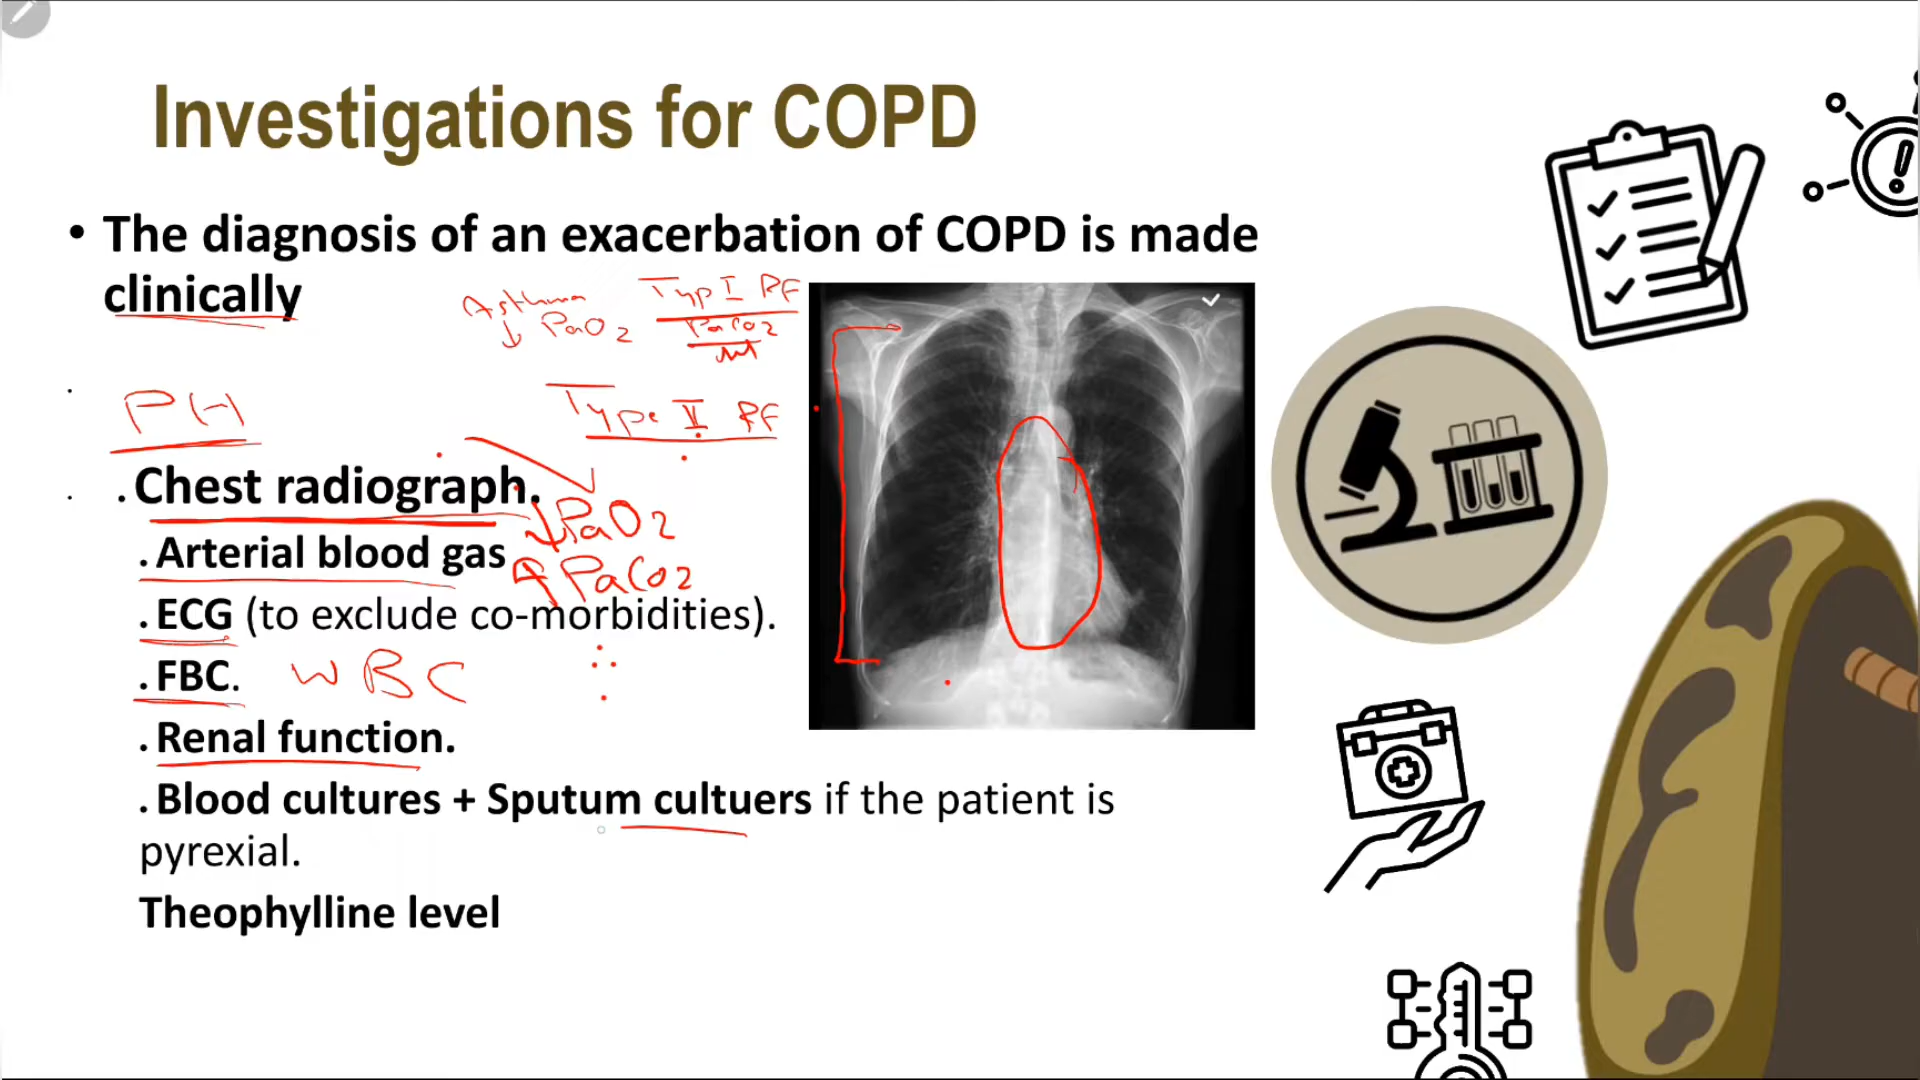 Investigations for COPD
• The diagnosis of an exacerbation of COPD is made
clinically
Asthma
↓ PaO2
Typ I RF
PaCO2
PH
Type II RF
. Chest radiograph.
↓PaO2
. Arterial blood gas
↑PaCO2
. ECG (to exclude co-morbidities).
. FBC. WBC
. Renal function.
. Blood cultures + Sputum cultuers if the patient is
pyrexial.
Theophylline level